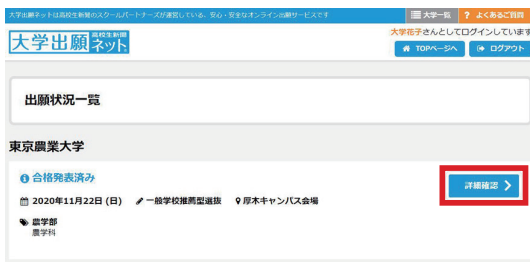 大学出願ネットは高校生新聞のスクールパートナーズが運営している、安心・安全なオンライン出願サービスです
大学一覧 ? よくあるご質問
大学出願 高校生新聞 ネット
大学花子さんとしてログインしています
TOPページへ ログアウト
出願状況一覧
東京農業大学
合格発表済み
詳細確認
2020年11月22日 (日) 一般学校推薦型選抜 厚木キャンパス会場
農学部
農学科